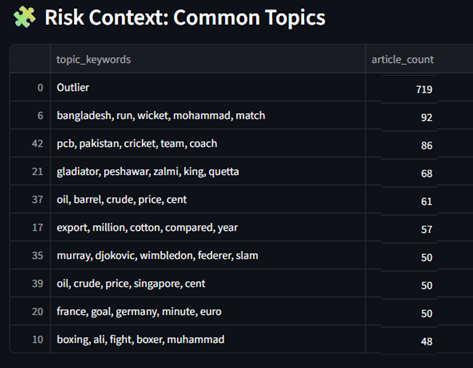 🧩 Risk Context: Common Topics
topic_keywords article_count
0 Outlier 719
6 bangladesh, run, wicket, mohammad, match 92
42 pcb, pakistan, cricket, team, coach 86
21 gladiator, peshawar, zalmi, king, quetta 68
37 oil, barrel, crude, price, cent 61
17 export, million, cotton, compared, year 57
35 murray, djokovic, wimbledon, federer, slam 50
39 oil, crude, price, singapore, cent 50
20 france, goal, germany, minute, euro 50
10 boxing, ali, fight, boxer, muhammad 48